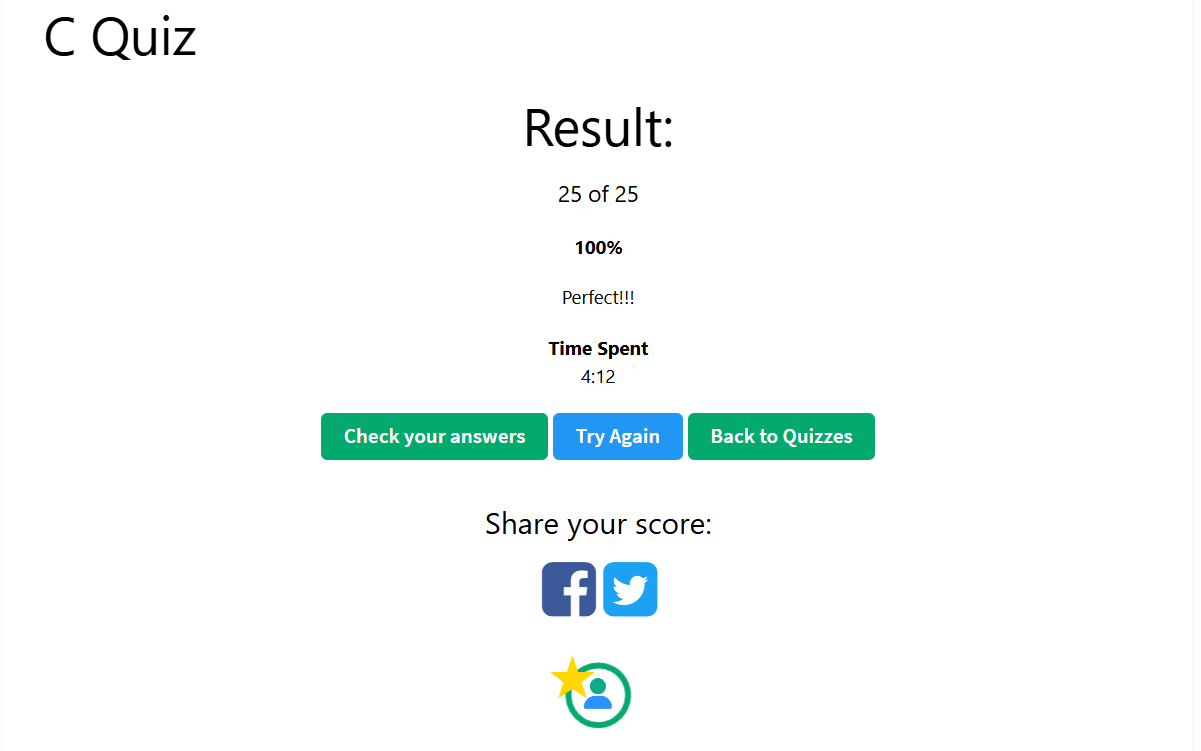 C Quiz
Result:
25 of 25
100%
Perfect!!!
Time Spent
4:12
Check your answers Try Again Back to Quizzes
Share your score: